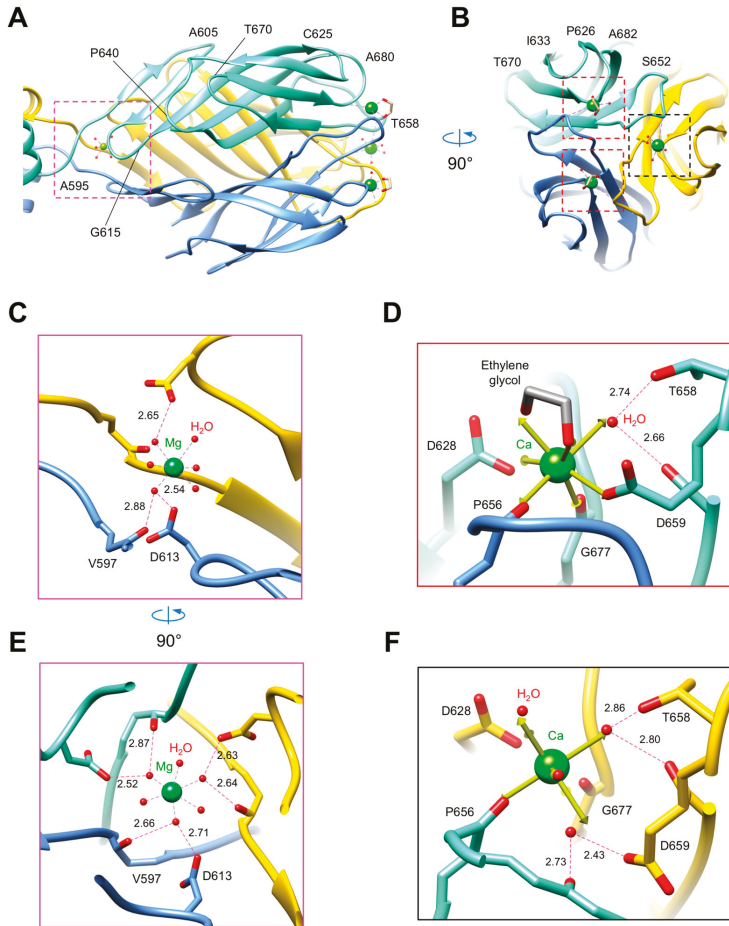 A
A605
T670
C625
P640
A680
T658
A595
G615
B
P626
I633
A682
T670
S652
90°
C
2.65
H₂O
Mg
2.54
2.88
V597
D613
90°
D
Ethylene
glycol
2.74
T658
H₂O
Ca
D628
2.66
P656
D659
G677
E
H₂O
2.87
2.63
Mg
2.52
2.64
2.66
2.71
V597
D613
F
H₂O
2.86
D628
T658
Ca
2.80
G677
P656
D659
2.43
2.73